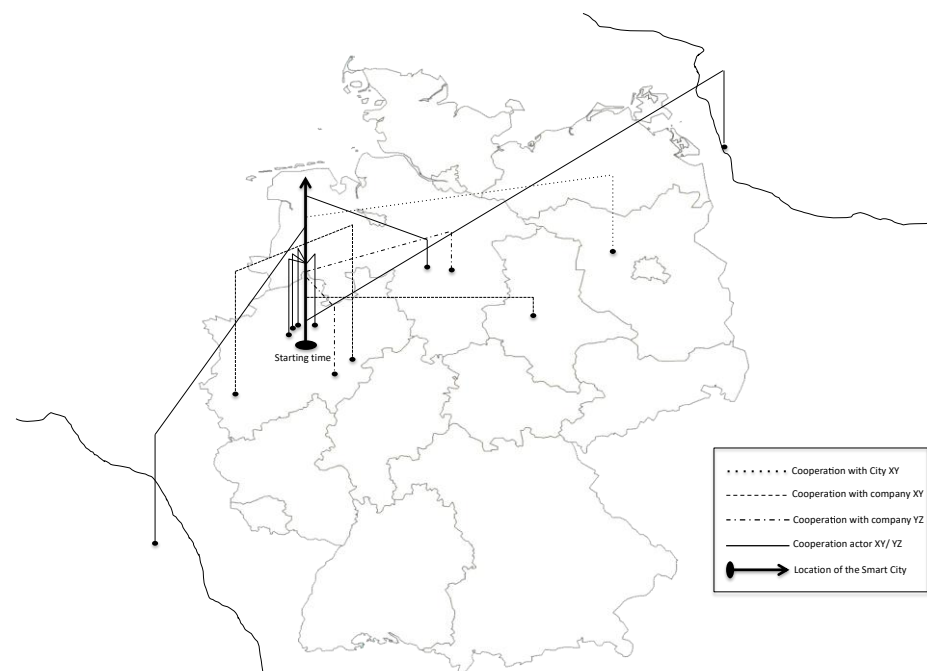 Starting time
Cooperation with City XY
Cooperation with company XY
Cooperation with company YZ
Cooperation actor XY/ YZ
Location of the Smart City